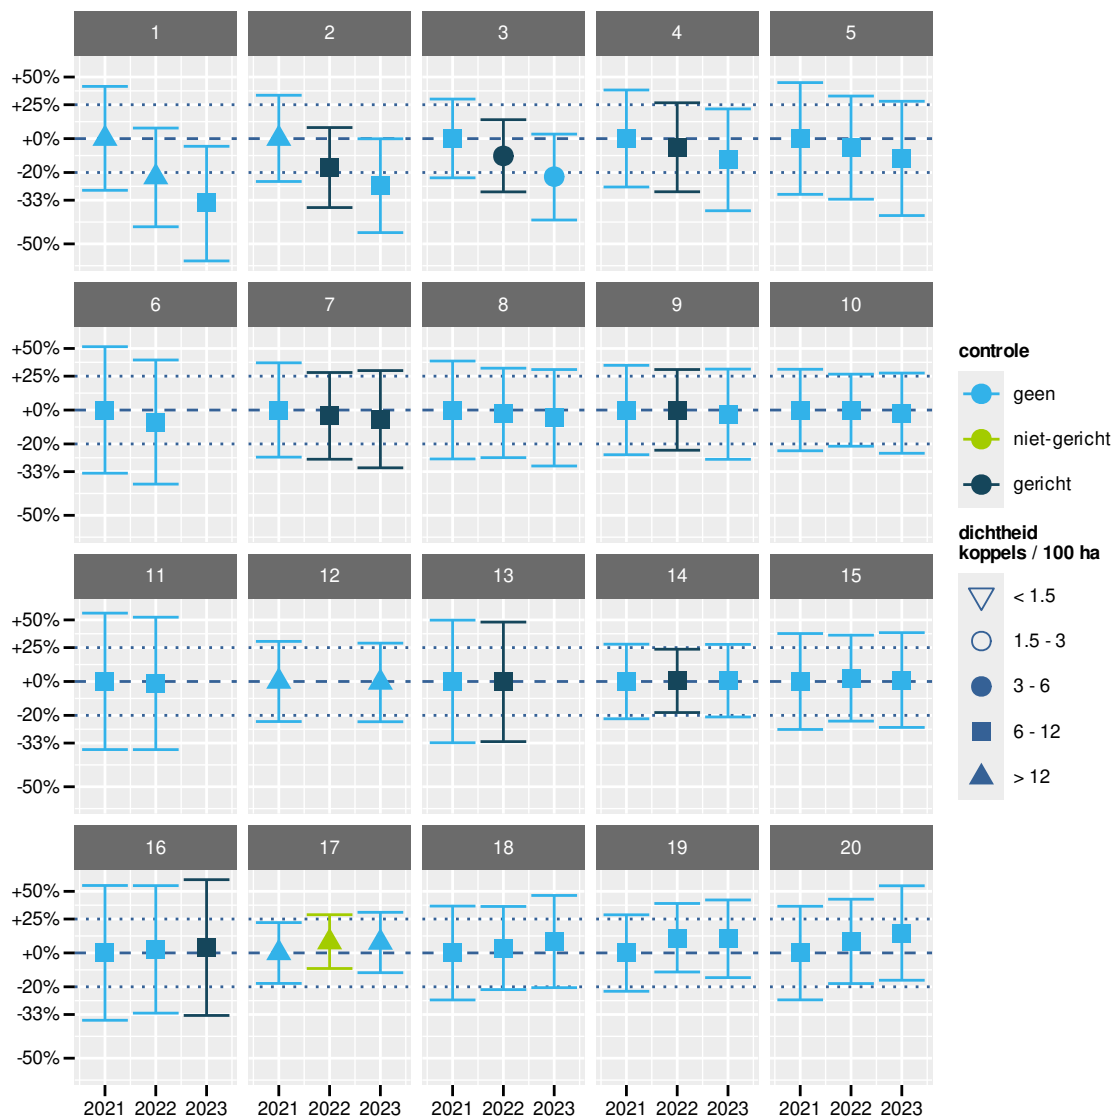 1 2 3 4 5
+50%
+25%
+0%
-20%
-33%
-50%
6 7 8 9 10
+50%
+25%
+0%
-20%
-33%
-50%
11 12 13 14 15
+50%
+25%
+0%
-20%
-33%
-50%
16 17 18 19 20
+50%
+25%
+0%
-20%
-33%
-50%
2021 2022 2023 2021 2022 2023 2021 2022 2023 2021 2022 2023 2021 2022 2023
controle
geen
niet-gericht
gericht
dichtheid
koppels / 100 ha
< 1.5
1.5 - 3
3 - 6
6 - 12
> 12